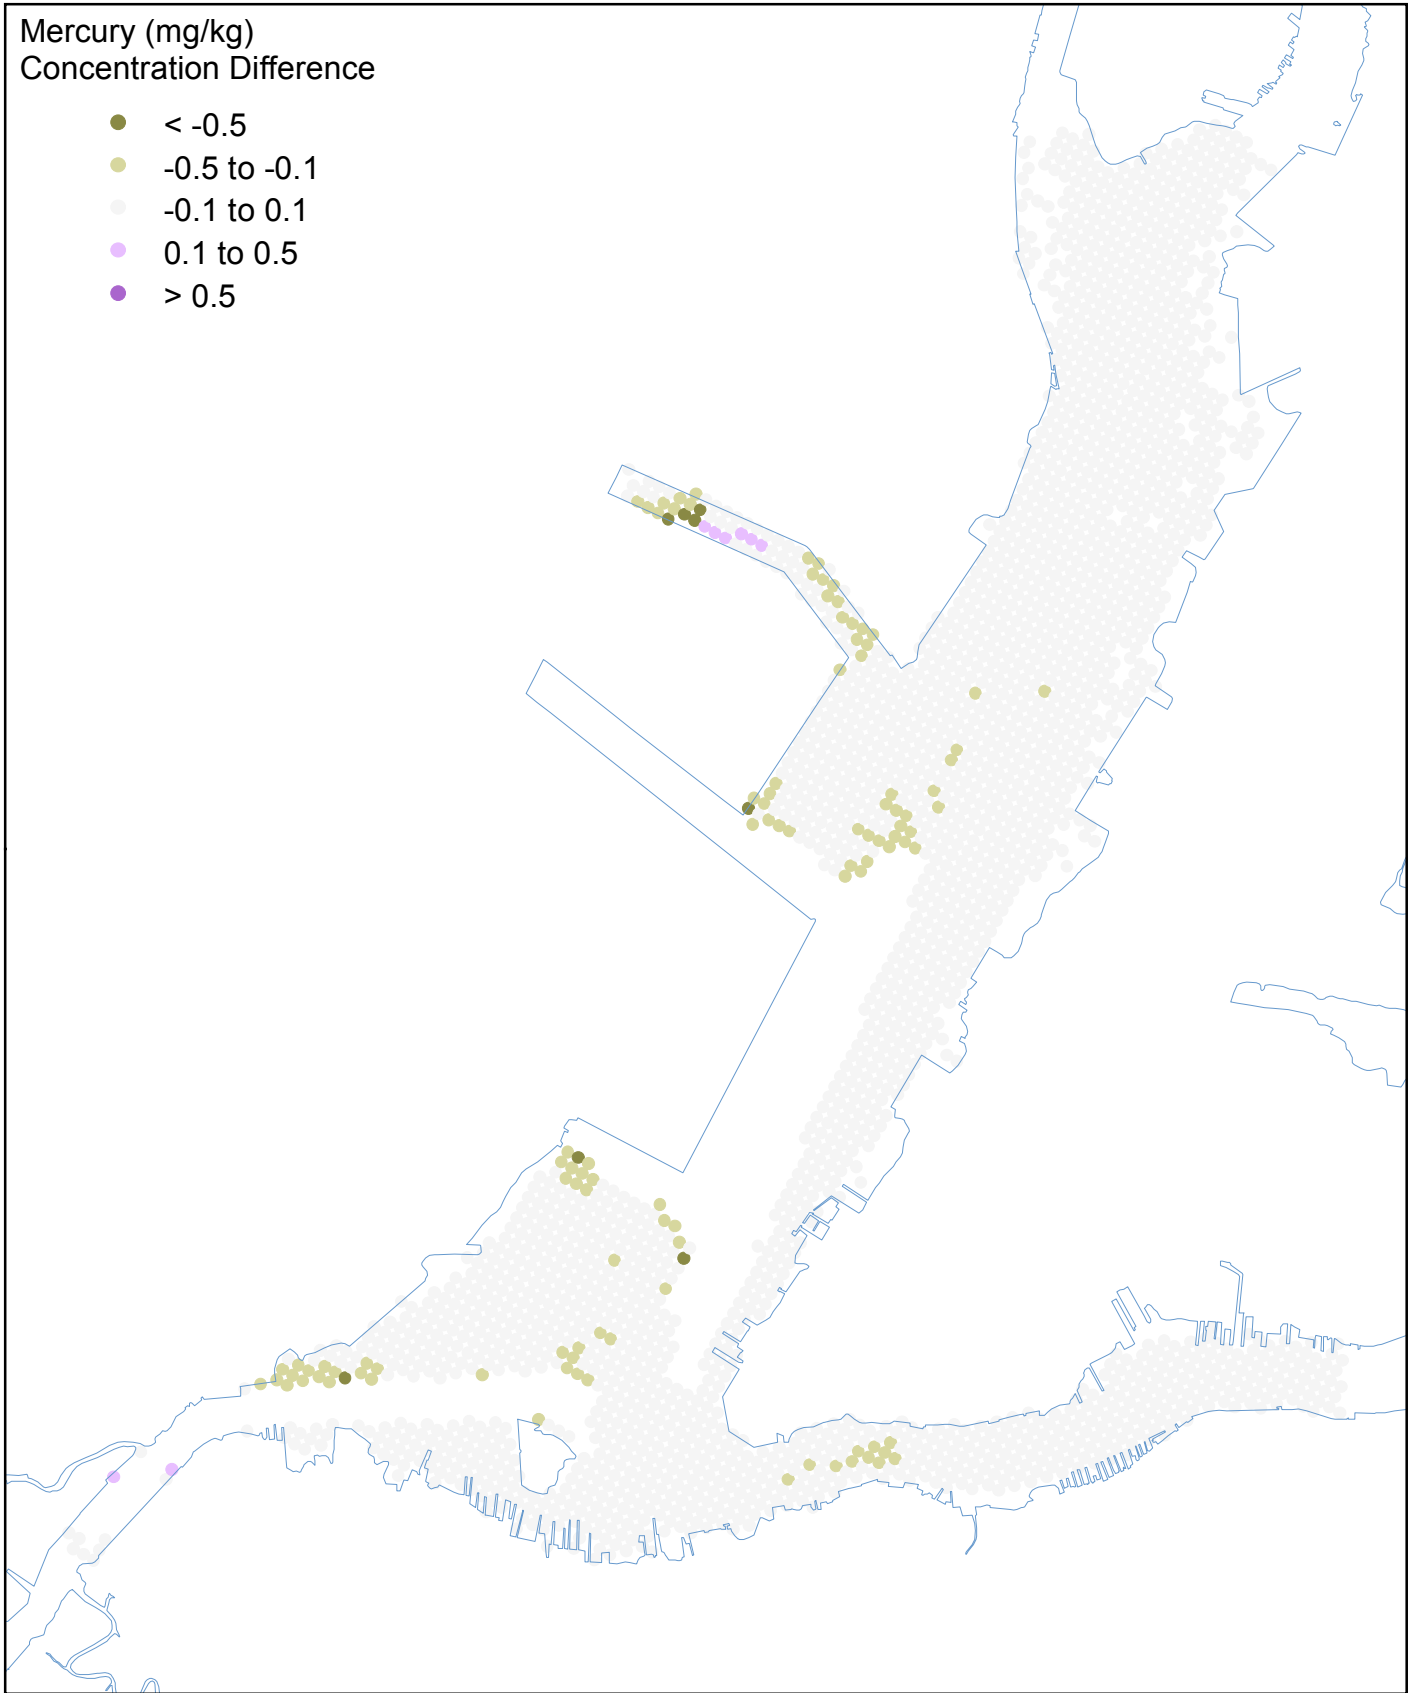 Mercury (mg/kg)
Concentration Difference
< -0.5
-0.5 to -0.1
-0.1 to 0.1
0.1 to 0.5
> 0.5